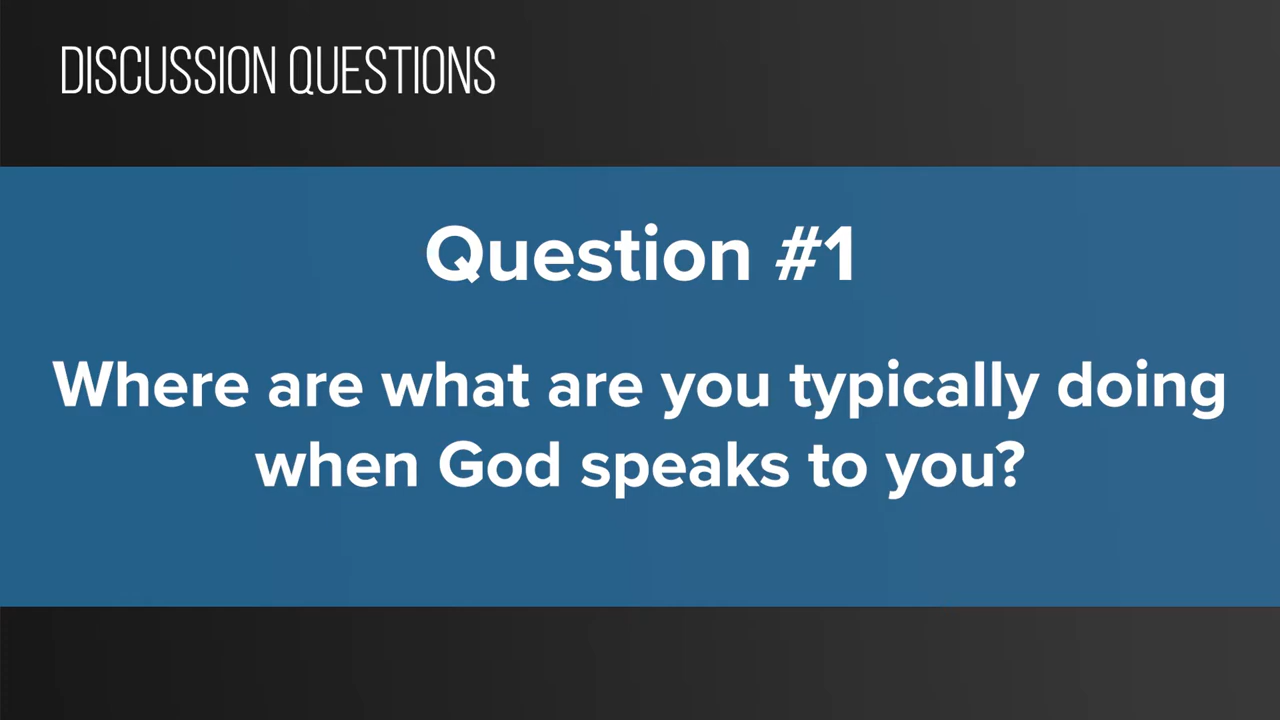 DISCUSSION QUESTIONS
Question #1
Where are what are you typically doing
when God speaks to you?